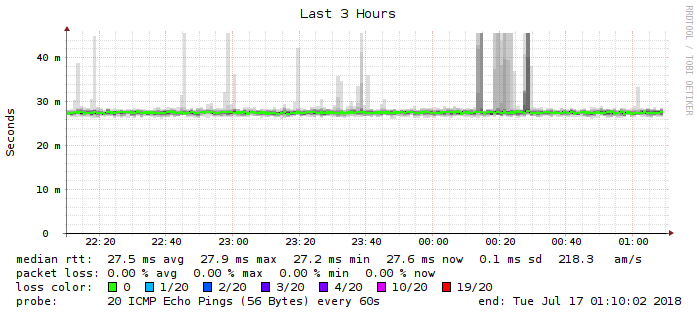 Last 3 Hours
RRDTOOL / TOBI OETIKER
Seconds
40 m
30 m
20 m
10 m
0
22:20 22:40 23:00 23:20 23:40 00:00 00:20 00:40 01:00
median rtt: 27.5 ms avg 27.9 ms max 27.2 ms min 27.6 ms now 0.1 ms sd 218.3 am/s
packet loss: 0.00 % avg 0.00 % max 0.00 % min 0.00 % now
loss color: 0 1/20 2/20 3/20 4/20 10/20 19/20
probe: 20 ICMP Echo Pings (56 Bytes) every 60s end: Tue Jul 17 01:10:02 2018